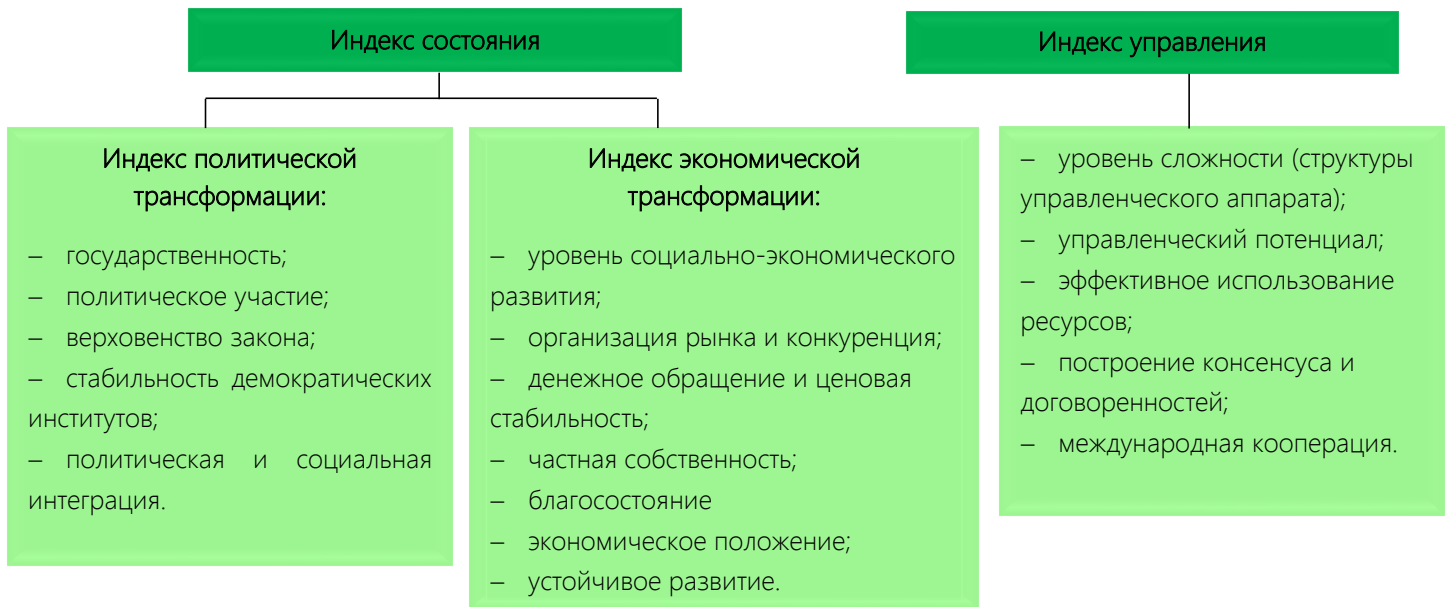 Индекс состояния
Индекс политической
трансформации:
– государственность;
– политическое участие;
– верховенство закона;
– стабильность демократических
институтов;
– политическая и социальная
интеграция.
Индекс экономической
трансформации:
– уровень социально-экономического
развития;
– организация рынка и конкуренция;
– денежное обращение и ценовая
стабильность;
– частная собственность;
– благосостояние
– экономическое положение;
– устойчивое развитие.
Индекс управления
– уровень сложности (структуры
управленческого аппарата);
– управленческий потенциал;
– эффективное использование
ресурсов;
– построение консенсуса и
договоренностей;
– международная кооперация.